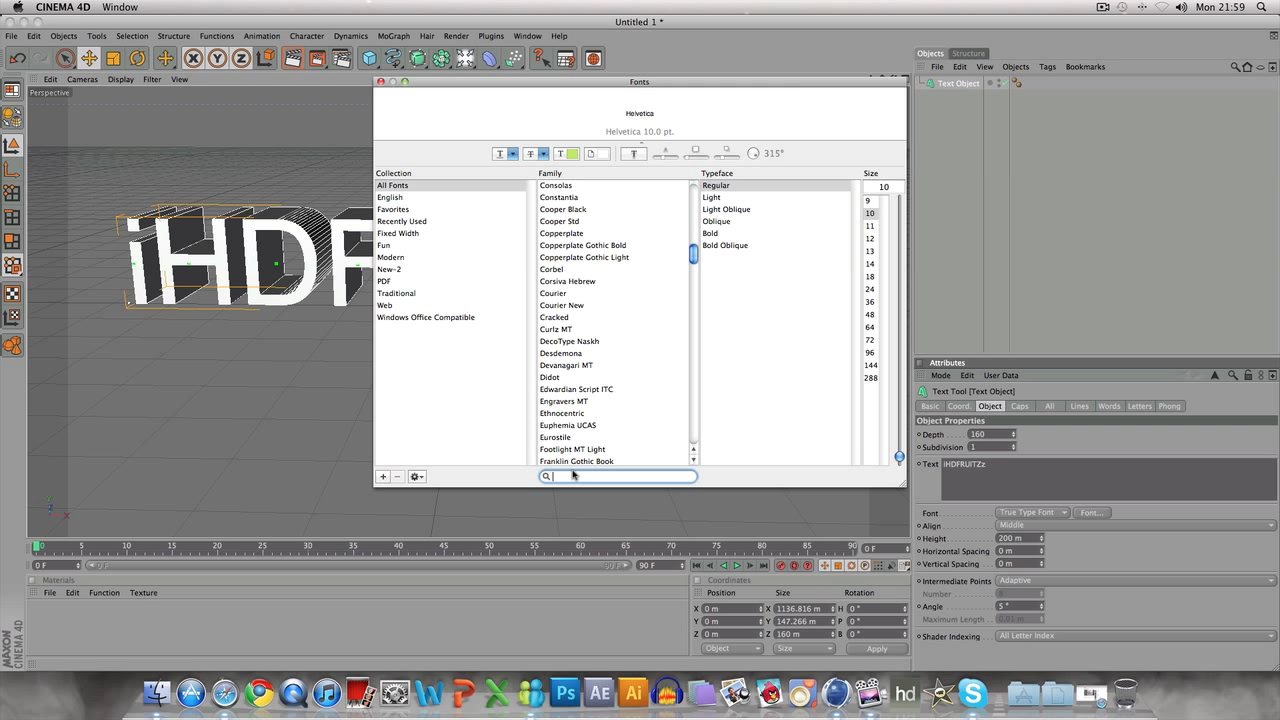 CINEMA 4D Window Mon 21:59
Untitled 1 *
File Edit Objects Tools Selection Structure Functions Animation Character Dynamics MoGraph Hair Render Plugins Window Help
Edit Cameras Display Filter View
Perspective
iHDF
Fonts
Helvetica
Helvetica 10.0 pt.
315°
Collection Family Typeface Size
All Fonts
English
Favorites
Recently Used
Fixed Width
Fun
Modern
New-2
PDF
Traditional
Web
Windows Office Compatible
Consolas
Constantia
Cooper Black
Cooper Std
Copperplate
Copperplate Gothic Bold
Copperplate Gothic Light
Corbel
Corsiva Hebrew
Courier
Courier New
Cracked
Curlz MT
DecoType Naskh
Desdemona
Devanagari MT
Didot
Edwardian Script ITC
Engravers MT
Ethnocentric
Euphemia UCAS
Eurostile
Footlight MT Light
Franklin Gothic Book
Regular
Light
Light Oblique
Oblique
Bold
Bold Oblique
10
9
10
11
12
13
14
18
24
36
48
64
72
96
144
288
Objects Structure
File Edit View Objects Tags Bookmarks
Text Object
Attributes
Mode Edit User Data
Text Tool [Text Object]
Basic Coord. Object Caps All Lines Words Letters Phong
Object Properties
Depth 160
Subdivision 1
Text iHDFRUITZz
Font True Type Font Font...
Align Middle
Height 200 m
Horizontal Spacing 0 m
Vertical Spacing 0 m
Intermediate Points Adaptive
Number
Angle 5 °
Maximum Length 0.01 m
Shader Indexing All Letter Index
0 5 10 15 20 25 30 35 40 45 50 55 60 65 70 75 80 85 90 0 F
0 F 0 F 90 F 90 F
Materials
File Edit Function Texture
Coordinates
Position Size Rotation
X 0 m X 1136.816 m H 0 °
Y 0 m Y 147.266 m P 0 °
Z 0 m Z 160 m B 0 °
Object Size Apply
MAXON
CINEMA 4D
Ps AE Ai hd